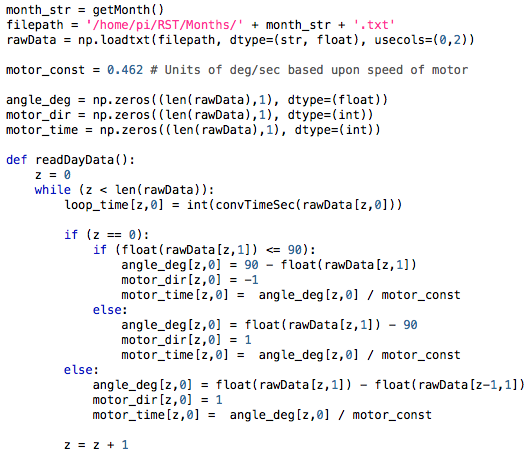 month_str = getMonth()
filepath = '/home/pi/RST/Months/' + month_str + '.txt'
rawData = np.loadtxt(filepath, dtype=(str, float), usecols=(0,2))

motor_const = 0.462 # Units of deg/sec based upon speed of motor

angle_deg = np.zeros((len(rawData),1), dtype=(float))
motor_dir = np.zeros((len(rawData),1), dtype=(int))
motor_time = np.zeros((len(rawData),1), dtype=(int))

def readDayData():
    z = 0
    while (z < len(rawData)):
        loop_time[z,0] = int(convTimeSec(rawData[z,0]))

        if (z == 0):
            if (float(rawData[z,1]) <= 90):
                angle_deg[z,0] = 90 - float(rawData[z,1])
                motor_dir[z,0] = -1
                motor_time[z,0] =  angle_deg[z,0] / motor_const
            else:
                angle_deg[z,0] = float(rawData[z,1]) - 90
                motor_dir[z,0] = 1
                motor_time[z,0] =  angle_deg[z,0] / motor_const
        else:
            angle_deg[z,0] = float(rawData[z,1]) - float(rawData[z-1,1])
            motor_dir[z,0] = 1
            motor_time[z,0] =  angle_deg[z,0] / motor_const

        z = z + 1